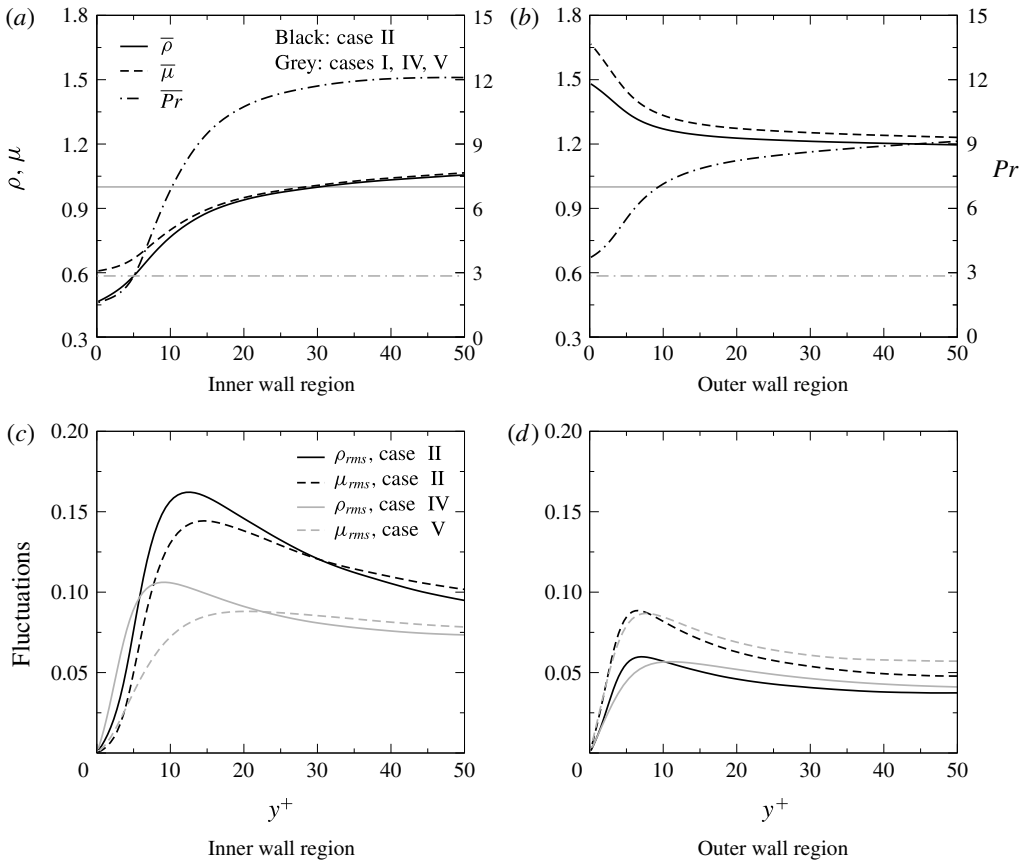 (a)
1.8
1.5
1.2
0.9
0.6
0.3
ρ, μ
ρ̅
μ̅
P̅r̅
Black: case II
Grey: cases I, IV, V
15
12
9
6
3
0
0 10 20 30 40 50
Inner wall region
(b)
1.8
1.5
1.2
0.9
0.6
0.3
15
12
9
6
3
0
Pr
0 10 20 30 40 50
Outer wall region
(c)
0.20
0.15
0.10
0.05
Fluctuations
ρrms, case II
μrms, case II
ρrms, case IV
μrms, case V
0 10 20 30 40 50
y+
Inner wall region
(d)
0.20
0.15
0.10
0.05
0 10 20 30 40 50
y+
Outer wall region